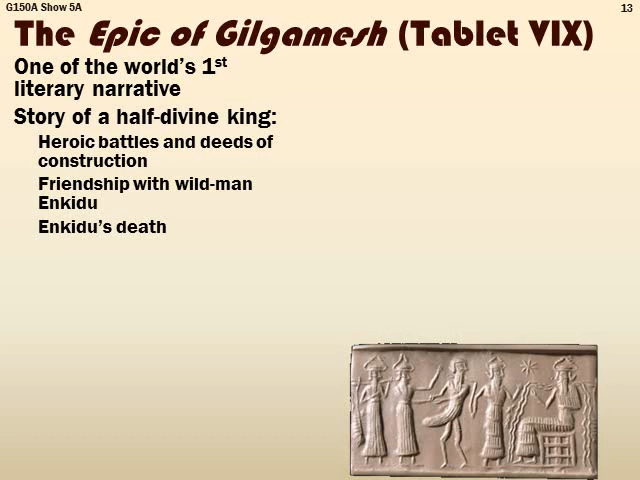 G150A Show 5A
13
The Epic of Gilgamesh (Tablet VIX)
One of the world’s 1st
literary narrative
Story of a half-divine king:
Heroic battles and deeds of
construction
Friendship with wild-man
Enkidu
Enkidu’s death